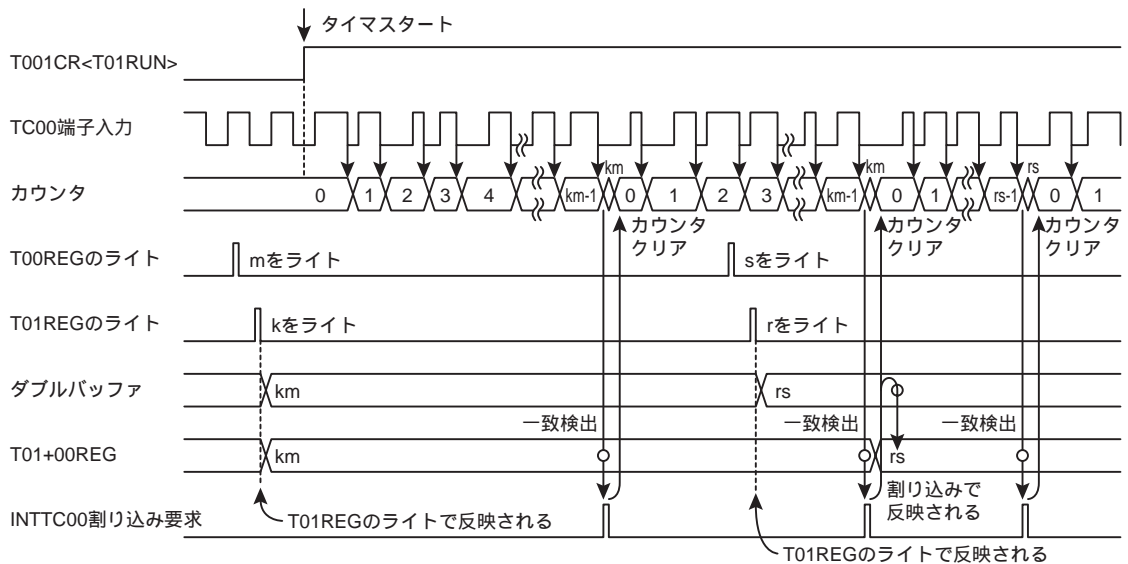 タイマスタート
T001CR<T01RUN>
TC00端子入力
km km rs
カウンタ 0 1 2 3 4 km-1 0 1 2 3 km-1 0 1 rs-1 0 1
カウンタ カウンタ カウンタ
クリア クリア クリア
T00REGのライト mをライト sをライト
T01REGのライト kをライト rをライト
ダブルバッファ km rs
一致検出 一致検出 一致検出
T01+00REG km rs
割り込みで
反映される
INTTC00割り込み要求 T01REGのライトで反映される
T01REGのライトで反映される